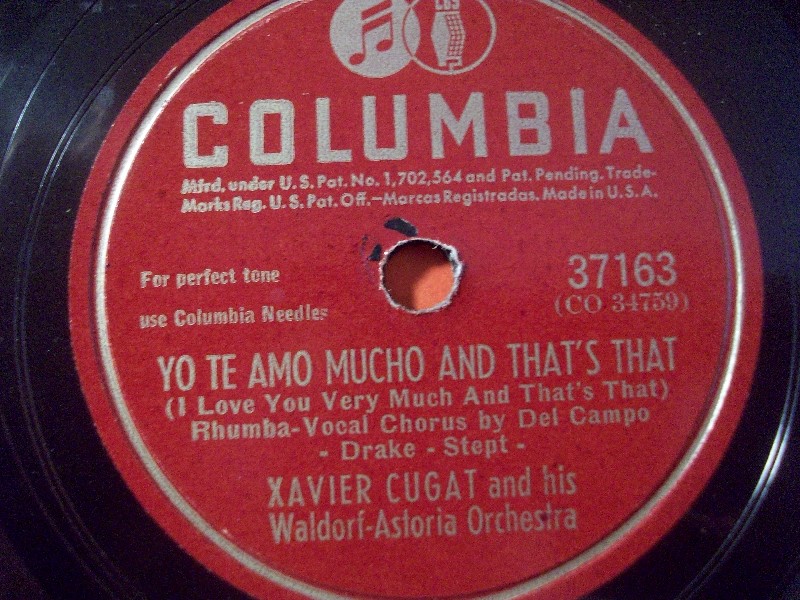 CBS
COLUMBIA
Mfrd. under U.S. Pat. No. 1,702,564 and Pat. Pending. Trade-
Marks Reg. U.S. Pat. Off.—Marcas Registradas. Made in U.S.A.
For perfect tone
use Columbia Needles
37163
(CO 34759)
YO TE AMO MUCHO AND THAT'S THAT
(I Love You Very Much And That's That)
Rhumba-Vocal Chorus by Del Campo
- Drake - Stept -
XAVIER CUGAT and his
Waldorf-Astoria Orchestra